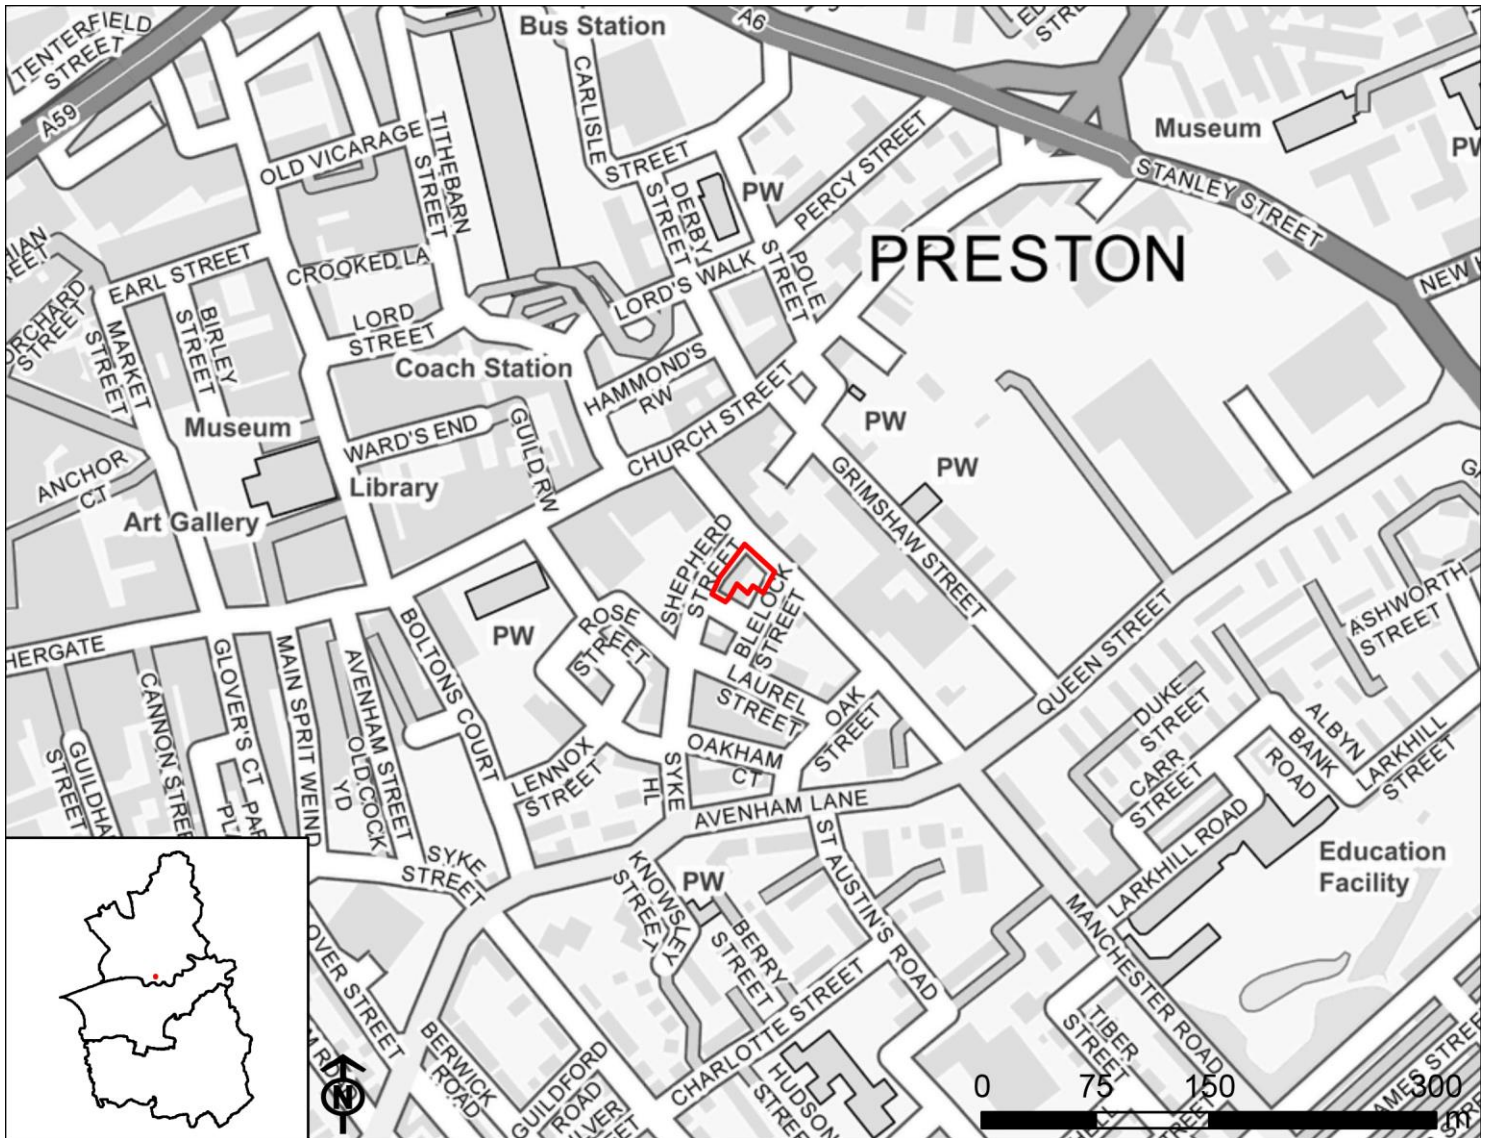 TENTERFIELD
STREET
A59
Bus Station
A6
CARLISLE
STREET
OLD VICARAGE
TITHEBARN
STREET
DERBY
STREET
PW
PERCY STREET
Museum
STANLEY STREET
PRESTON
EARL STREET
CROOKED LA
LORD'S WALK
POLE
STREET
ORCHARD
STREET
MARKET
STREET
BIRLEY
STREET
LORD
STREET
Coach Station
HAMMOND'S
RW
CHURCH STREET
PW
Museum
WARD'S END
GUILD RW
ANCHOR
CT
Library
Art Gallery
GRIMSHAW STREET
PW
SHEPHERD
STREET
BLELOCK
STREET
ROSE
STREET
PW
BOLTONS COURT
LAUREL
STREET
OAK
STREET
QUEEN STREET
ASHWORTH
STREET
HERGATE
GLOVER'S CT
MAIN SPRIT WEIND
AVENHAM STREET
OLD COCK
YD
CANNON STREE
GUILDHA
STREET
LENNOX
STREET
SYKE
HL
OAKHAM
CT
AVENHAM LANE
DUKE
STREET
CARR
STREET
ALBYN
BANK
ROAD
LARKHILL
STREET
LARKHILL ROAD
Education
Facility
SYKE
STREET
KNOWSLEY
STREET
PW
BERRY
STREET
ST AUSTIN'S ROAD
MANCHESTER ROAD
CHARLOTTE STREET
TIBER
STREET
OVER STREET
BERWICK
ROAD
GUILDFORD
ROAD
HUDSON
STREET
AMES STREE
N
0 75 150 300
m